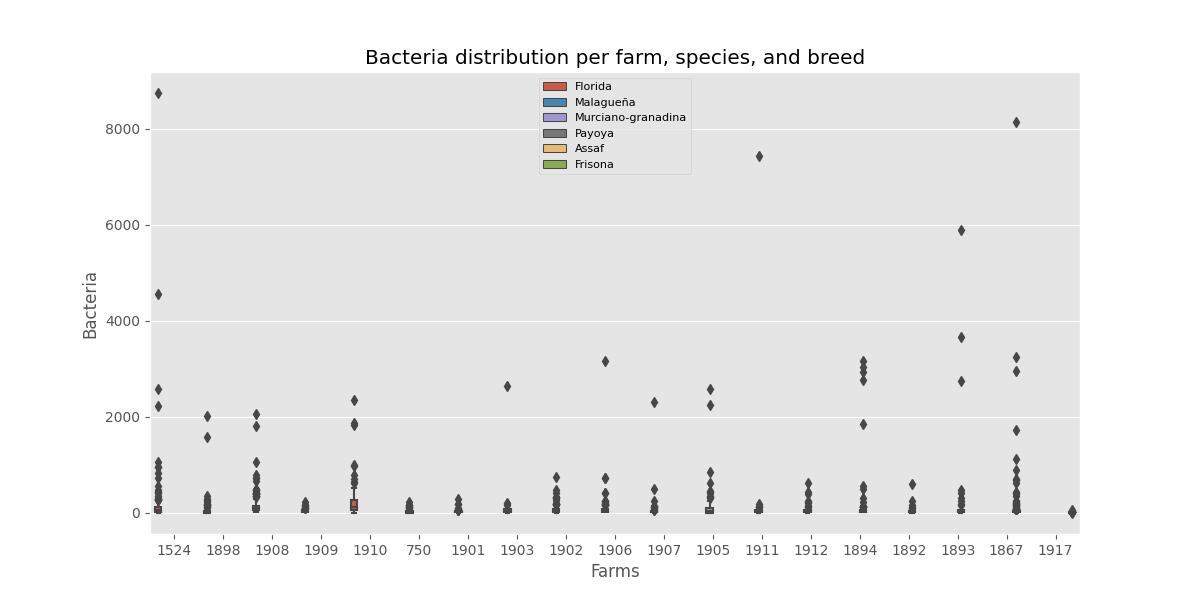 Bacteria distribution per farm, species, and breed
Florida
Malagueña
Murciano-granadina
Payoya
Assaf
Frisona
8000
6000
4000
2000
0
Bacteria
1524 1898 1908 1909 1910 750 1901 1903 1902 1906 1907 1905 1911 1912 1894 1892 1893 1867 1917
Farms